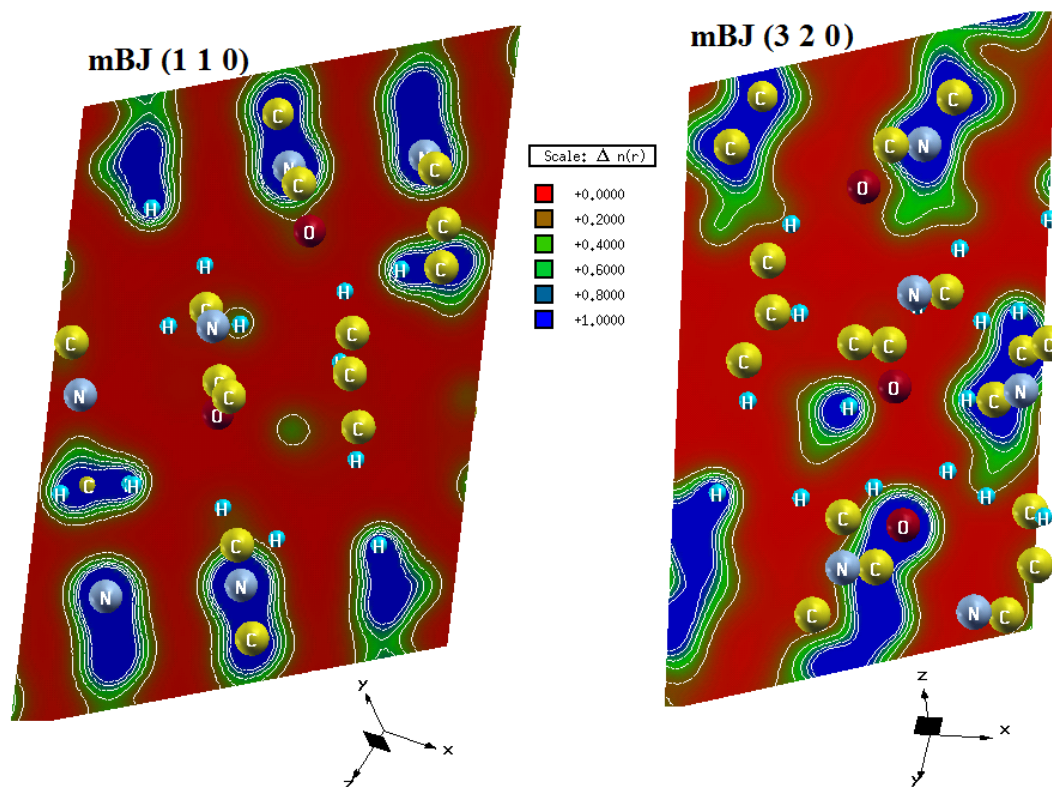 mBJ (1 1 0)
C
N
N
C
C
H
C
O
H
H
C
H
C
H N H
C
C
H
C
C
N
C
O
C
H
H C H
H
C
H
H
N
N
C
y
x
z
Scale: Δ n(r)
+0.0000
+0.2000
+0.4000
+0.6000
+0.8000
+1.0000
mBJ (3 2 0)
C
C
C
C N
O
H
H
H
C
N C
C H
H
H
H
C C
C C
C
O
N
H
H
H C
H
H
H
H
H
C
O
C H
N C
C
C
N C
z
x
y